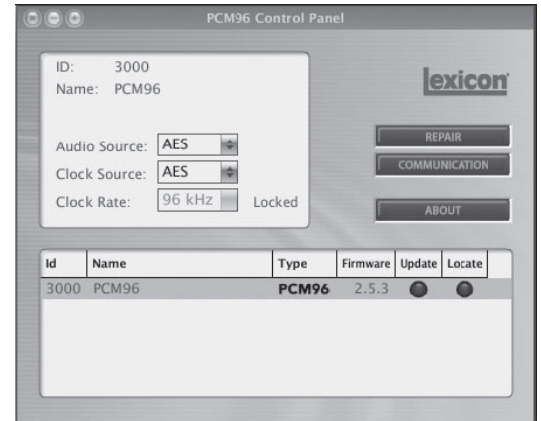 PCM96 Control Panel
ID: 3000
Name: PCM96
lexicon
Audio Source: AES
Clock Source: AES
Clock Rate: 96 kHz Locked
REPAIR
COMMUNICATION
ABOUT
Id Name Type Firmware Update Locate
3000 PCM96 PCM96 2.5.3